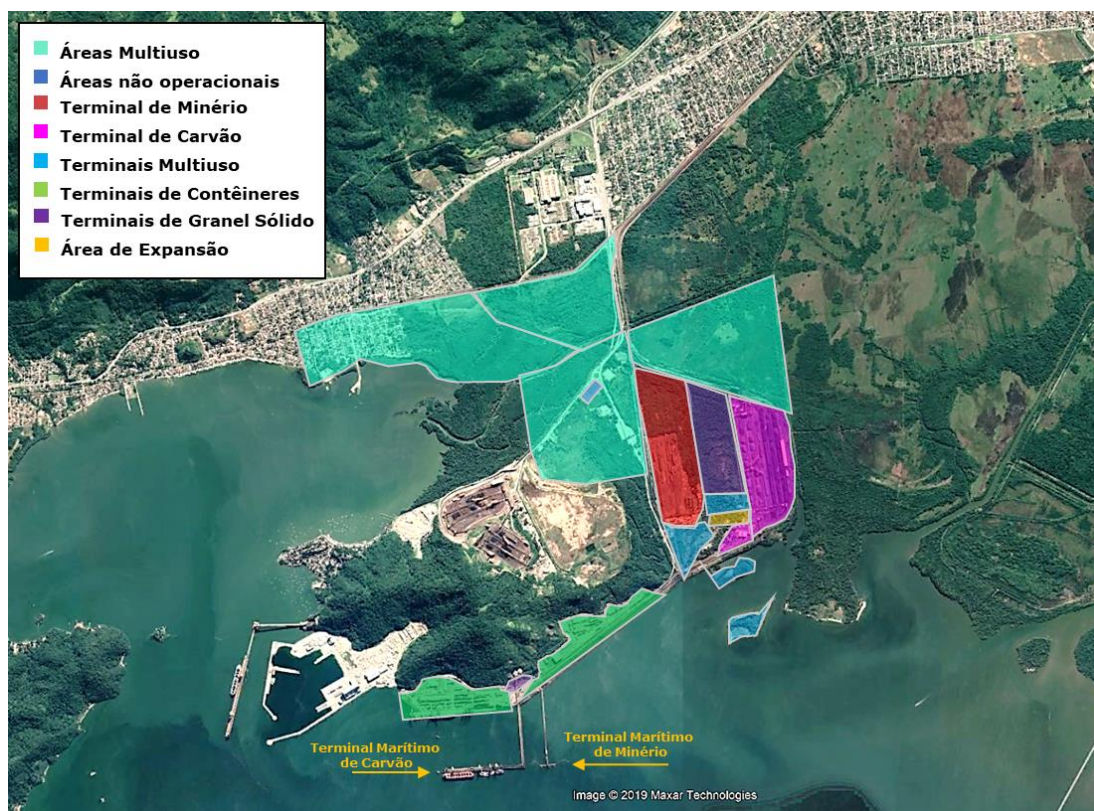 Áreas Multiuso
Áreas não operacionais
Terminal de Minério
Terminal de Carvão
Terminais Multiuso
Terminais de Contêineres
Terminais de Granel Sólido
Área de Expansão
Terminal Marítimo
de Carvão
Terminal Marítimo
de Minério
Image © 2019 Maxar Technologies